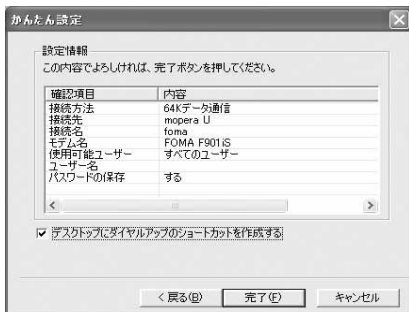 かんたん設定
設定情報
この内容でよろしければ、完了ボタンを押してください。
確認項目 内容
接続方法 64Kデータ通信
接続先 mopera U
接続名 foma
モデム名 FOMA F901iS
使用可能ユーザー すべてのユーザー
ユーザー名
パスワードの保存 する
デスクトップにダイヤルアップのショートカットを作成する
< 戻る(B) 完了(F) キャンセル